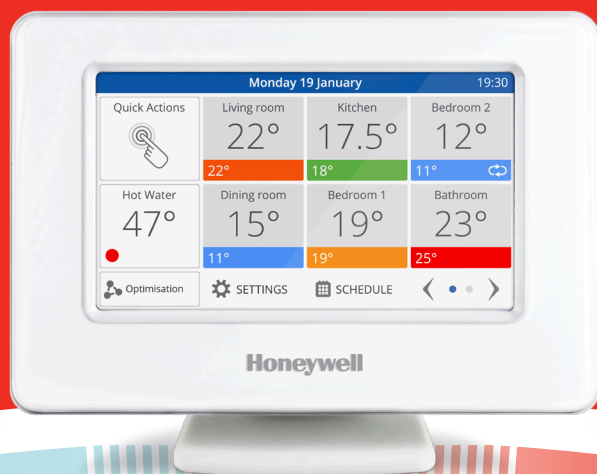 Monday 19 January 19:30
Quick Actions Living room Kitchen Bedroom 2
22° 17.5° 12°
22° 18° 11°
Hot Water Dining room Bedroom 1 Bathroom
47° 15° 19° 23°
11° 19° 25°
Optimisation SETTINGS SCHEDULE
Honeywell